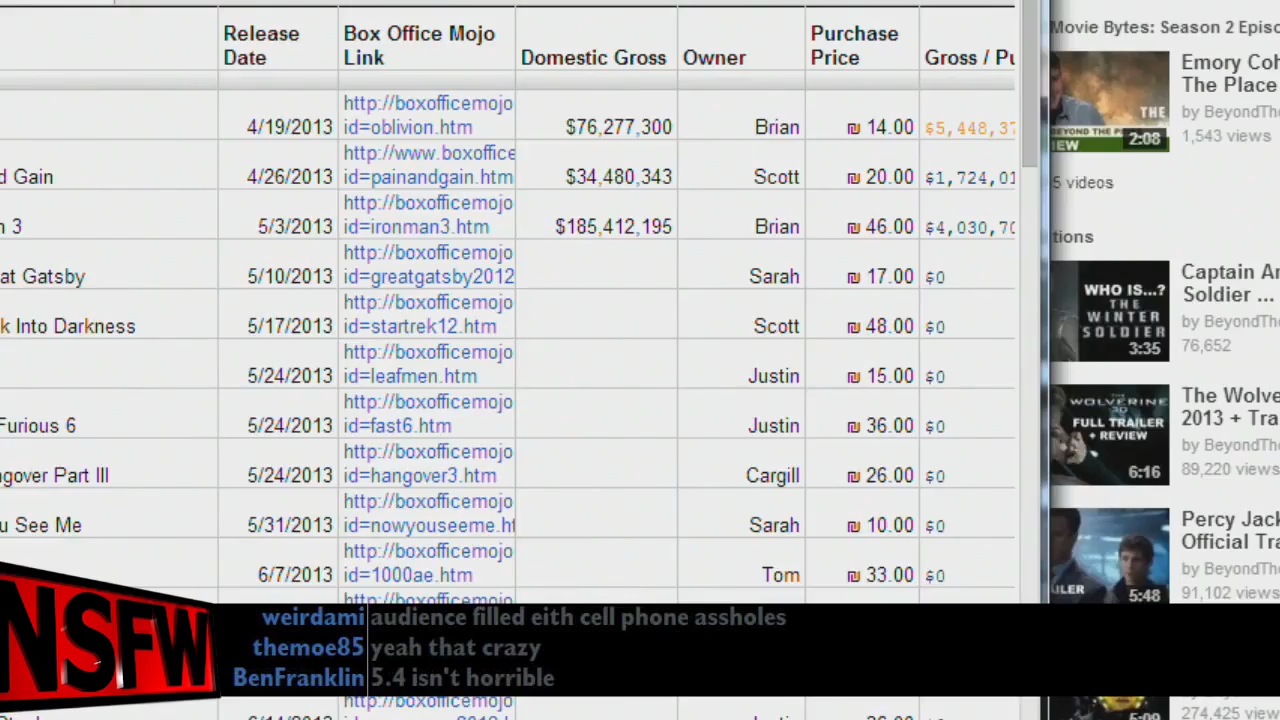 Release Date
Box Office Mojo Link
Domestic Gross
Owner
Purchase Price
Gross / Pu
http://boxofficemojo
4/19/2013 id=oblivion.htm $76,277,300 Brian ₪ 14.00 $5,448,37
http://www.boxoffice
d Gain 4/26/2013 id=painandgain.htm $34,480,343 Scott ₪ 20.00 $1,724,01
http://boxofficemojo
n 3 5/3/2013 id=ironman3.htm $185,412,195 Brian ₪ 46.00 $4,030,70
http://boxofficemojo
at Gatsby 5/10/2013 id=greatgatsby2012 Sarah ₪ 17.00 $0
http://boxofficemojo
k Into Darkness 5/17/2013 id=startrek12.htm Scott ₪ 48.00 $0
http://boxofficemojo
5/24/2013 id=leafmen.htm Justin ₪ 15.00 $0
http://boxofficemojo
Furious 6 5/24/2013 id=fast6.htm Justin ₪ 36.00 $0
http://boxofficemojo
ngover Part III 5/24/2013 id=hangover3.htm Cargill ₪ 26.00 $0
http://boxofficemojo
u See Me 5/31/2013 id=nowyouseeme.ht Sarah ₪ 10.00 $0
http://boxofficemojo
6/7/2013 id=1000ae.htm Tom ₪ 33.00 $0
NSFW
weirdami audience filled eith cell phone assholes
themoe85 yeah that crazy
BenFranklin 5.4 isn't horrible
http://boxofficemojo
Movie Bytes: Season 2 Episo
Emory Coh
The Place
by BeyondThe
1,543 views
THE
BEYOND THE P
IEW
2:08
5 videos
tions
Captain Am
Soldier ...
by BeyondThe
76,652
WHO IS...?
THE
WINTER
SOLDIER
3:35
The Wolve
2013 + Tra
by BeyondThe
89,220 views
WOLVERINE
FULL TRAILER
+ REVIEW
6:16
Percy Jack
Official Tra
by BeyondThe
91,102 views
ILER
5:48
274,425 views